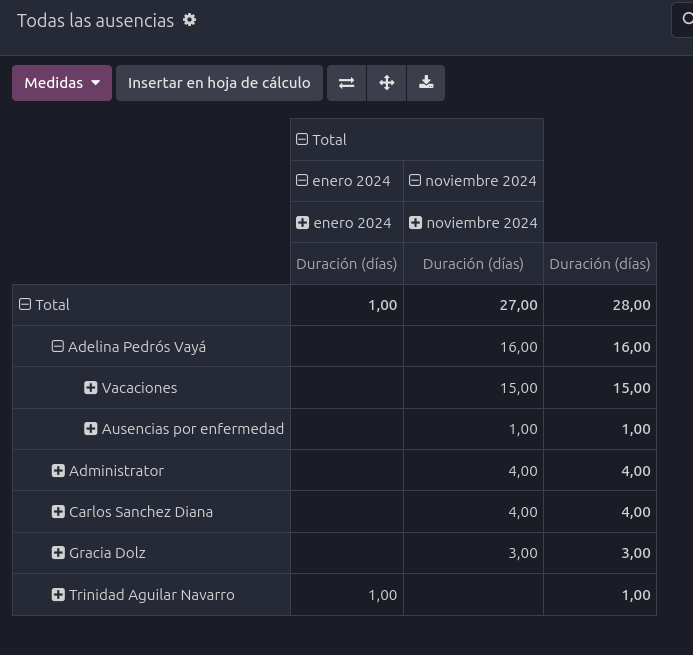 Todas las ausencias
Medidas Insertar en hoja de cálculo
Total
enero 2024 noviembre 2024
enero 2024 noviembre 2024
Duración (días) Duración (días) Duración (días)
Total 1,00 27,00 28,00
Adelina Pedrós Vayá 16,00 16,00
Vacaciones 15,00 15,00
Ausencias por enfermedad 1,00 1,00
Administrator 4,00 4,00
Carlos Sanchez Diana 4,00 4,00
Gracia Dolz 3,00 3,00
Trinidad Aguilar Navarro 1,00 1,00